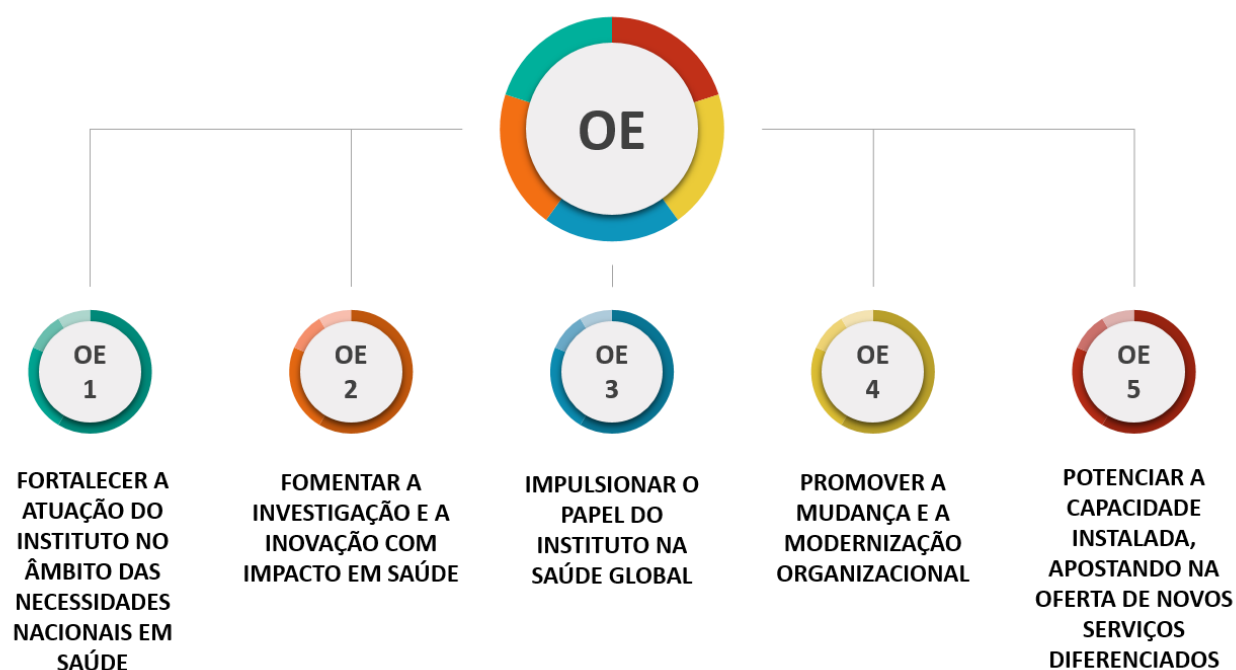 OE
OE
1
FORTALECER A
ATUAÇÃO DO
INSTITUTO NO
ÂMBITO DAS
NECESSIDADES
NACIONAIS EM
SAÚDE
OE
2
FOMENTAR A
INVESTIGAÇÃO E A
INOVAÇÃO COM
IMPACTO EM SAÚDE
OE
3
IMPULSIONAR O
PAPEL DO
INSTITUTO NA
SAÚDE GLOBAL
OE
4
PROMOVER A
MUDANÇA E A
MODERNIZAÇÃO
ORGANIZACIONAL
OE
5
POTENCIAR A
CAPACIDADE
INSTALADA,
APOSTANDO NA
OFERTA DE NOVOS
SERVIÇOS
DIFERENCIADOS